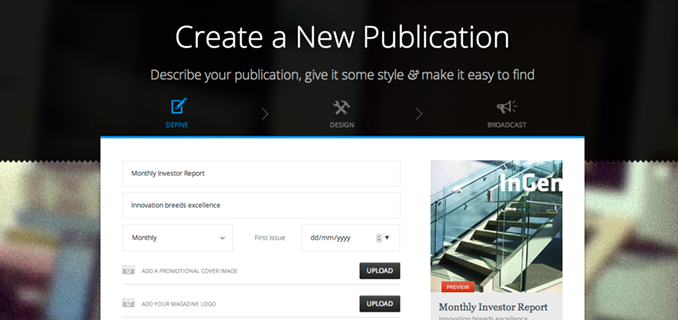 Create a New Publication
Describe your publication, give it some style & make it easy to find
DEFINE
DESIGN
BROADCAST
Monthly Investor Report
Innovation breeds excellence
Monthly
First Issue
dd/mm/yyyy
ADD A PROMOTIONAL COVER IMAGE
UPLOAD
ADD YOUR MAGAZINE LOGO
UPLOAD
InGen
PREVIEW
Monthly Investor Report
Innovation breeds excellence